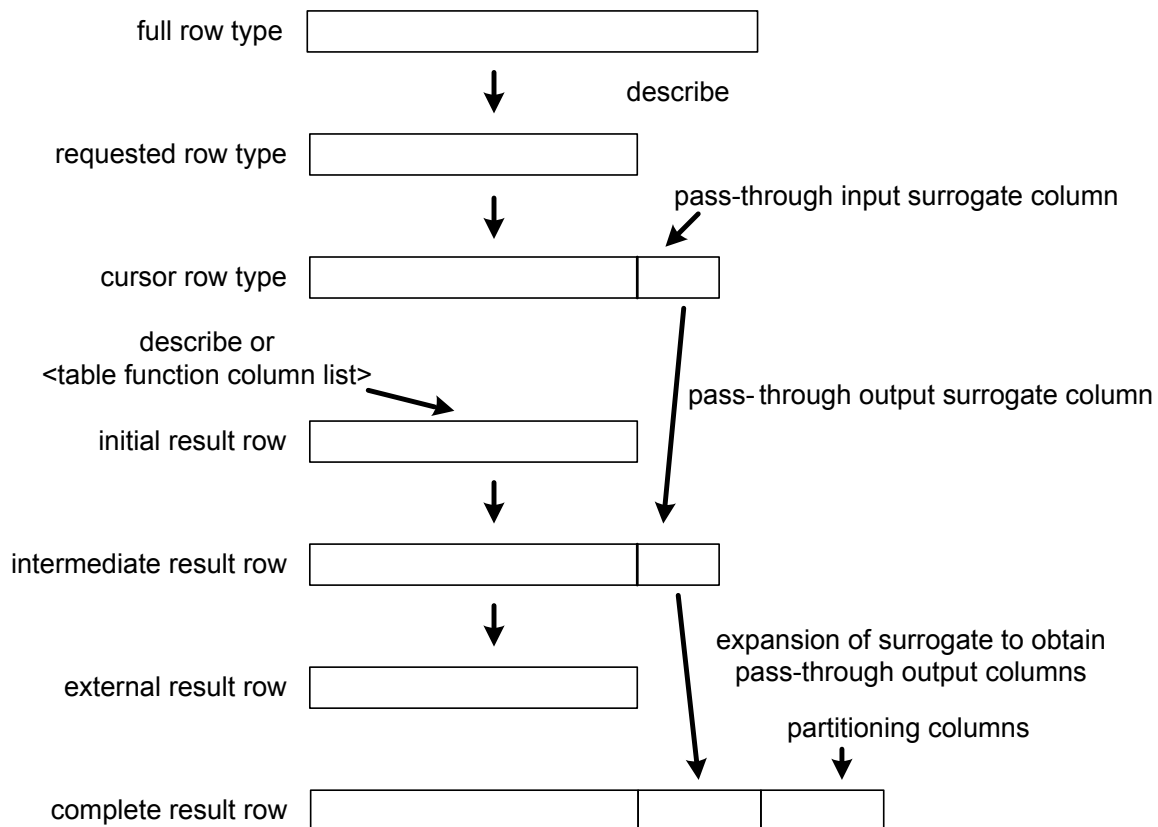 full row type
describe
requested row type
pass-through input surrogate column
cursor row type
describe or
<table function column list>
pass-through output surrogate column
initial result row
intermediate result row
expansion of surrogate to obtain
pass-through output columns
external result row
partitioning columns
complete result row